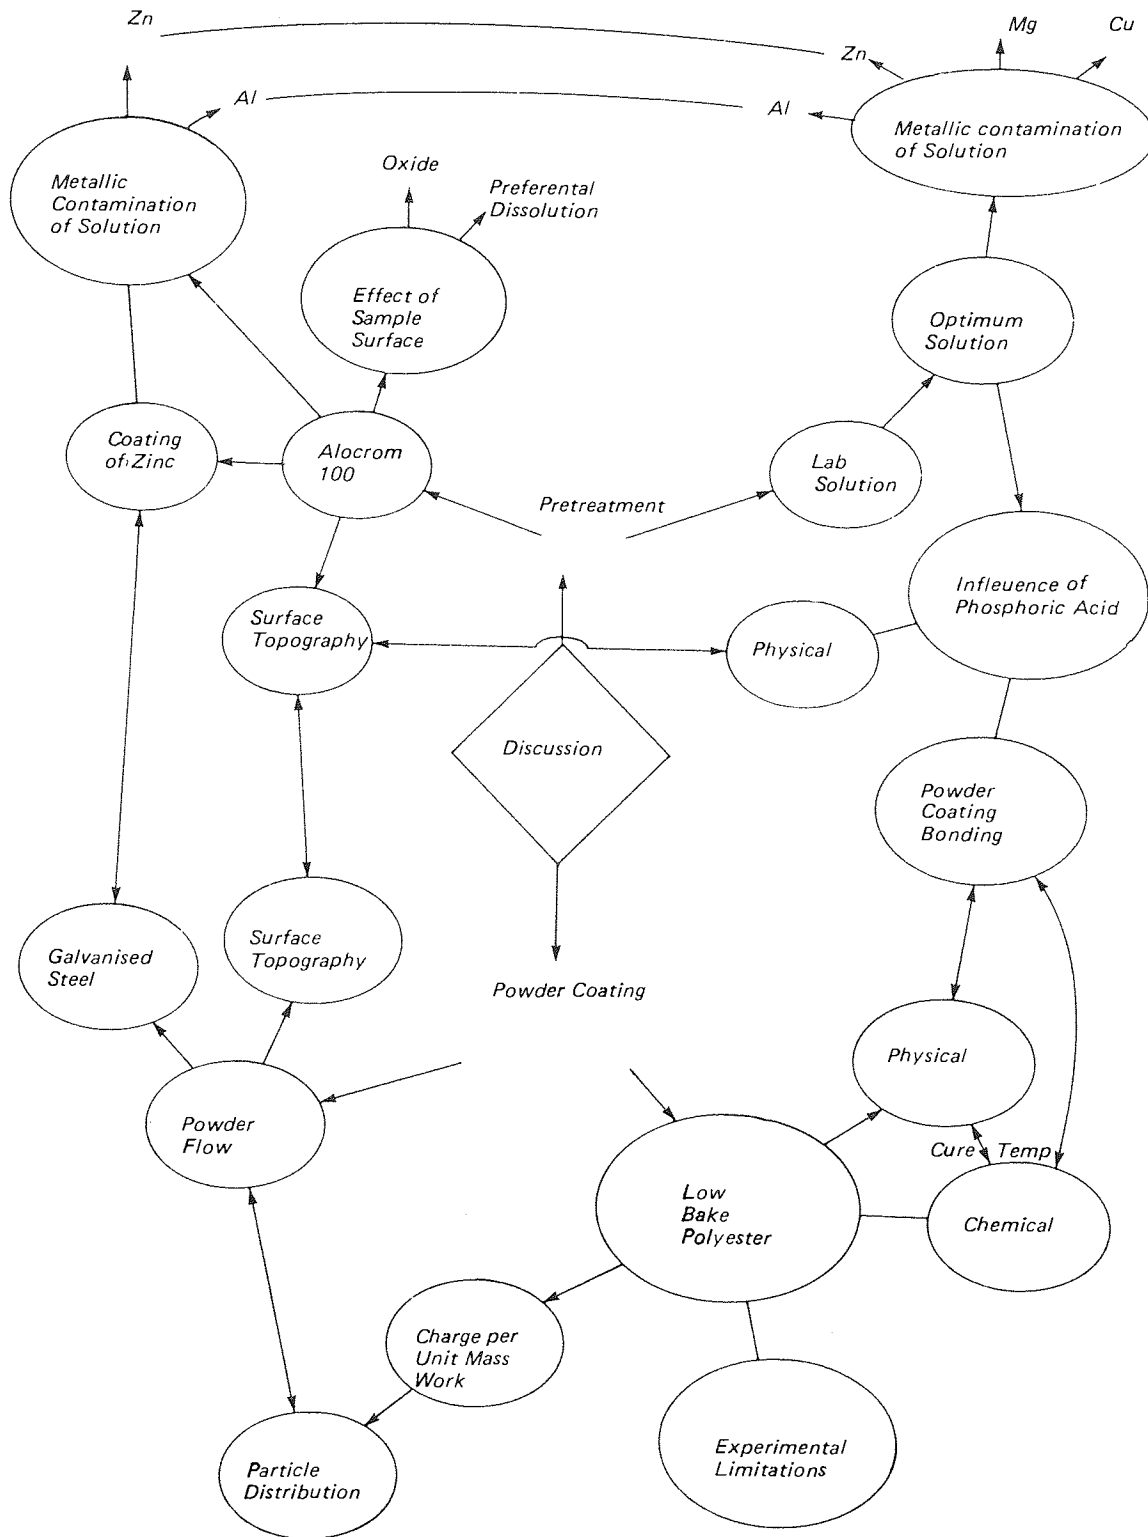 Zn
Mg
Cu
Zn
Al
Al
Metallic contamination
of Solution
Metallic
Contamination
of Solution
Oxide
Preferental
Dissolution
Effect of
Sample
Surface
Optimum
Solution
Coating
of Zinc
Alocrom
100
Lab
Solution
Pretreatment
Infleuence of
Phosphoric Acid
Surface
Topography
Physical
Discussion
Powder
Coating
Bonding
Galvanised
Steel
Surface
Topography
Powder Coating
Physical
Powder
Flow
Cure Temp
Low
Bake
Polyester
Chemical
Charge per
Unit Mass
Work
Experimental
Limitations
Particle
Distribution